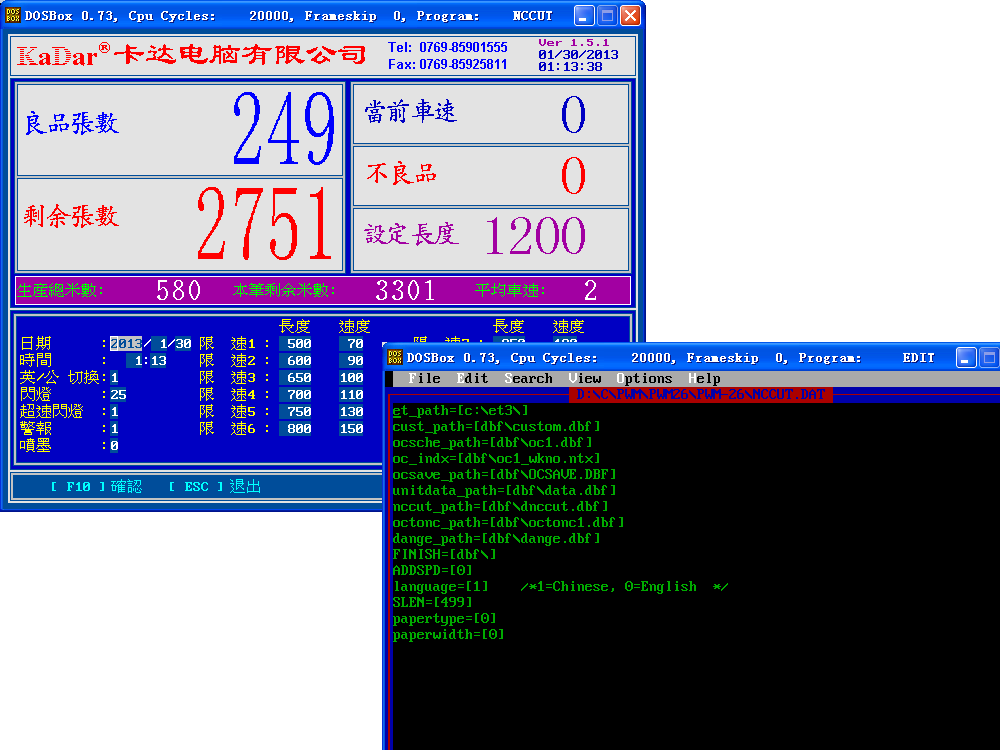 DOSBox 0.73, Cpu Cycles: 20000, Frameskip 0, Program: NCCUT
KaDar®卡达电脑有限公司
Tel: 0769-85901555
Fax: 0769-85925811
Ver 1.5.1
01/30/2013
01:13:38
良品張數 249
當前車速 0
不良品 0
剩余張數 2751
設定長度 1200
生産總米數: 580 本筆剩余米數: 3301 平均車速: 2
長度 速度 長度 速度
日期 :2013/ 1/30 限 速1 : 500 70
時間 : 1:13 限 速2 : 600 90
英/公 切換:1 限 速3 : 650 100
閃燈 :25 限 速4 : 700 110
超速閃燈 :1 限 速5 : 750 130
警報 :1 限 速6 : 800 150
噴墨 :0
[ F10 ]確認 [ ESC ]退出
DOSBox 0.73, Cpu Cycles: 20000, Frameskip 0, Program: EDIT
File Edit Search View Options Help
D:\C\PWM\PWMZ6\PWM-Z6\NCCUT.DAT
et_path=[c:\et3\]
cust_path=[dbf\custom.dbf]
ocsche_path=[dbf\oc1.dbf]
oc_indx=[dbf\oc1_wkno.ntx]
ocsave_path=[dbf\OCSAVE.DBF]
unitdata_path=[dbf\data.dbf]
nccut_path=[dbf\dnccut.dbf]
octonc_path=[dbf\octonc1.dbf]
dange_path=[dbf\dange.dbf]
FINISH=[dbf\]
ADDSPD=[0]
language=[1] /*1=Chinese, 0=English */
SLEN=[499]
papertype=[0]
paperwidth=[0]